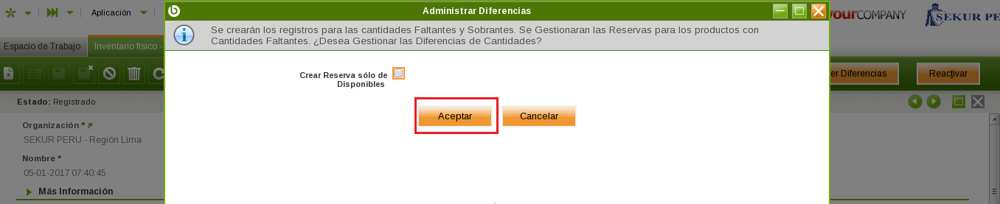 Aplicación
Administrar Diferencias
yourCOMPANY
SEKUR PE
Se crearán los registros para las cantidades Faltantes y Sobrantes. Se Gestionaran las Reservas para los productos con
Cantidades Faltantes. ¿Desea Gestionar las Diferencias de Cantidades?
Espacio de Trabajo
Inventario físico -
Crear Reserva sólo de
Disponibles
er Diferencias
Reactivar
Estado: Registrado
Aceptar
Cancelar
Organización *
SEKUR PERU - Región Lima
Nombre *
05-01-2017 07:40:45
Más Información